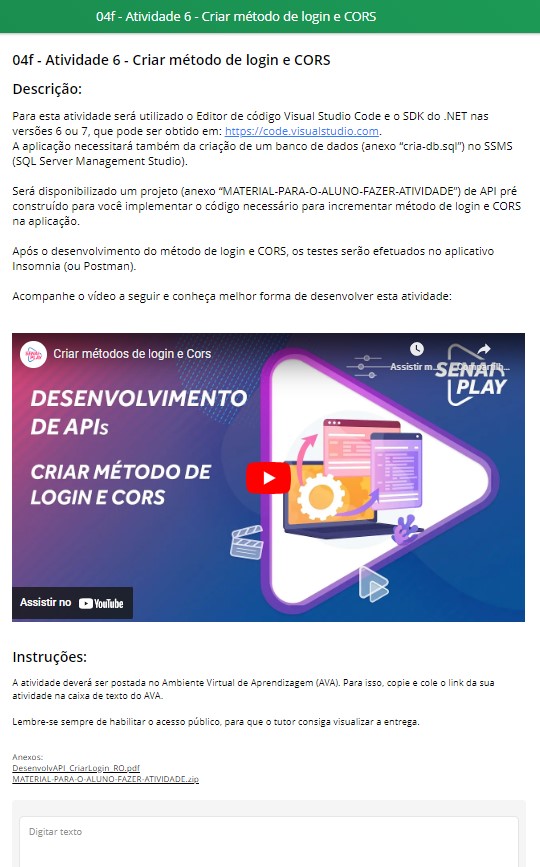 04f - Atividade 6 - Criar método de login e CORS
04f - Atividade 6 - Criar método de login e CORS
Descrição:
Para esta atividade será utilizado o Editor de código Visual Studio Code e o SDK do .NET nas
versões 6 ou 7, que pode ser obtido em: https://code.visualstudio.com.
A aplicação necessitará também da criação de um banco de dados (anexo “cria-db.sql”) no SSMS
(SQL Server Management Studio).
Será disponibilizado um projeto (anexo “MATERIAL-PARA-O-ALUNO-FAZER-ATIVIDADE”) de API pré
construído para você implementar o código necessário para incrementar método de login e CORS
na aplicação.
Após o desenvolvimento do método de login e CORS, os testes serão efetuados no aplicativo
Insomnia (ou Postman).
Acompanhe o vídeo a seguir e conheça melhor forma de desenvolver esta atividade:
Criar métodos de login e Cors
Assistir m...
SENAI
PLAY
DESENVOLVIMENTO
DE APIs
CRIAR MÉTODO DE
LOGIN E CORS
Assistir no YouTube
Instruções:
A atividade deverá ser postada no Ambiente Virtual de Aprendizagem (AVA). Para isso, copie e cole o link da sua
atividade na caixa de texto do AVA.
Lembre-se sempre de habilitar o acesso público, para que o tutor consiga visualizar a entrega.
Anexos:
DesenvolvAPI_CriarLogin_RO.pdf
MATERIAL-PARA-O-ALUNO-FAZER-ATIVIDADE.zip
Digitar texto